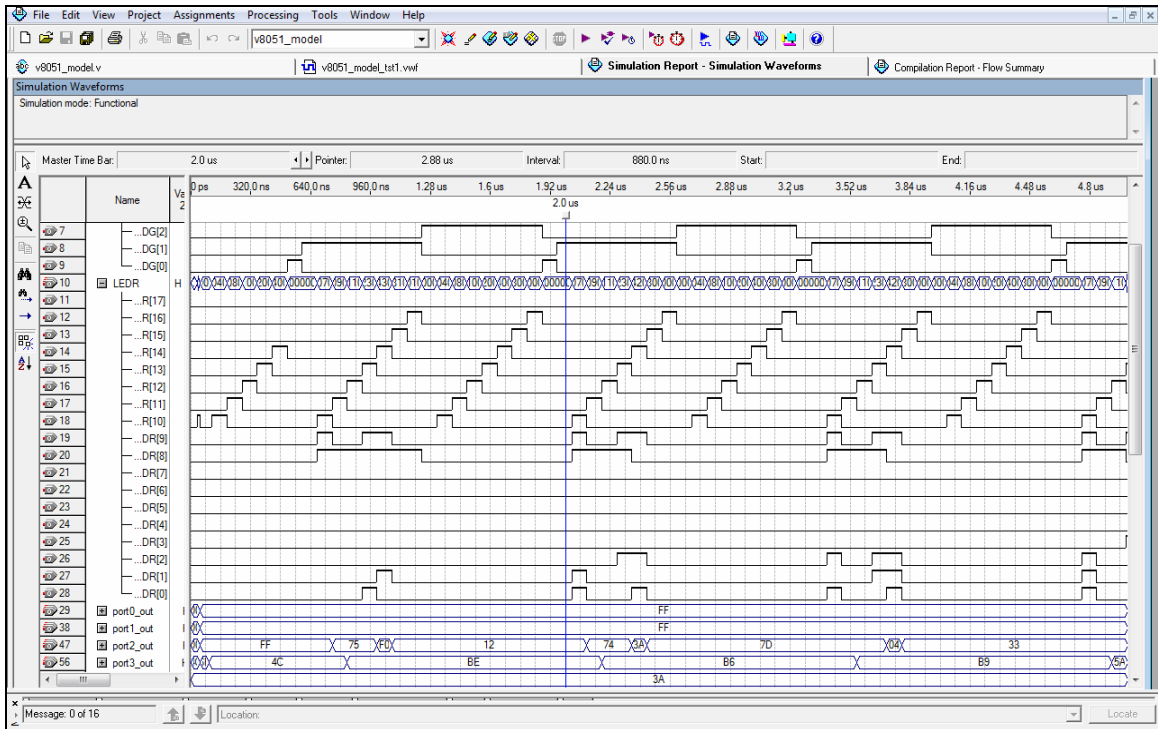 File Edit View Project Assignments Processing Tools Window Help
v8051_model
v8051_model.v
v8051_model_tst1.vwf
Simulation Report - Simulation Waveforms
Compilation Report - Flow Summary
Simulation Waveforms
Simulation mode: Functional
Master Time Bar: 2.0 us Pointer: 2.88 us Interval: 880.0 ns Start: End:
Name
0 ps 320.0 ns 640.0 ns 960.0 ns 1.28 us 1.6 us 1.92 us 2.24 us 2.56 us 2.88 us 3.2 us 3.52 us 3.84 us 4.16 us 4.48 us 4.8 us
2.0 us
7 ...DG[2]
8 ...DG[1]
9 ...DG[0]
10 LEDR H
11 ...R[17]
12 ...R[16]
13 ...R[15]
14 ...R[14]
15 ...R[13]
16 ...R[12]
17 ...R[11]
18 ...R[10]
19 ...DR[9]
20 ...DR[8]
21 ...DR[7]
22 ...DR[6]
23 ...DR[5]
24 ...DR[4]
25 ...DR[3]
26 ...DR[2]
27 ...DR[1]
28 ...DR[0]
29 port0_out FF
38 port1_out FF
47 port2_out FF 75 F0 12 74 3A 7D 04 33
56 port3_out 4C BE B6 B9 5A
3A
Message: 0 of 16 Location: Locate